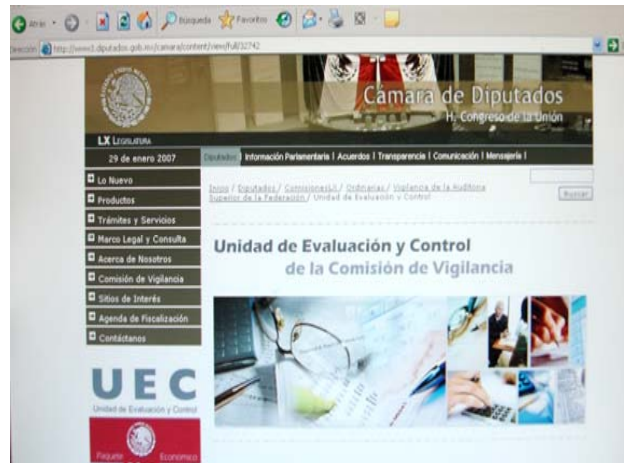 Atrás
Búsqueda
Favoritos
Dirección
Cámara de Diputados
H. Congreso de la Unión
LX LEGISLATURA
29 de enero 2007
Diputados | Información Parlamentaria | Acuerdos | Transparencia | Comunicación | Mensajería |
Lo Nuevo
Productos
Trámites y Servicios
Marco Legal y Consulta
Acerca de Nosotros
Comisión de Vigilancia
Sitios de Interés
Agenda de Fiscalización
Contáctanos
Inicio / Diputados / / Ordinarias / Vigilancia de la Auditoria
Superior de la Federación / Unidad de Evaluación y Control
Buscar
Unidad de Evaluación y Control
de la Comisión de Vigilancia
UEC
Unidad de Evaluación y Control
Paquete Económico